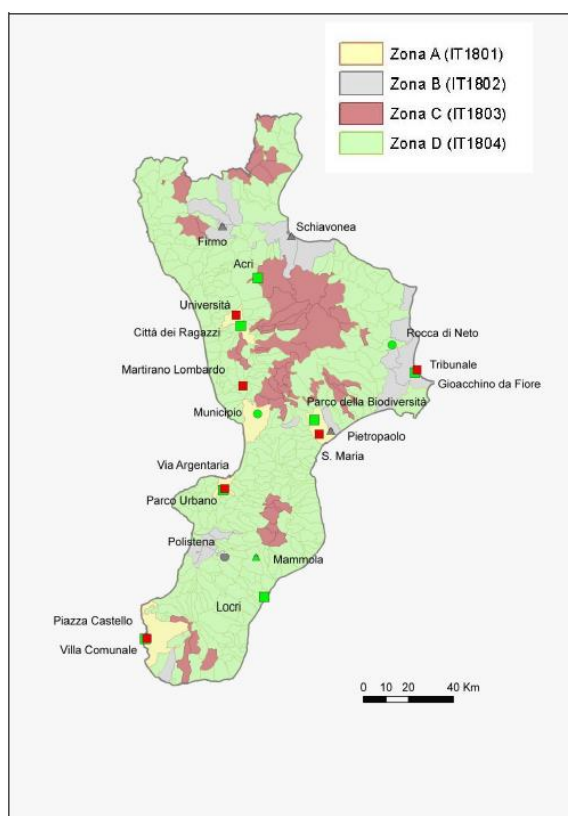 Zona A (IT1801)
Zona B (IT1802)
Zona C (IT1803)
Zona D (IT1804)
Schiavonea
Firmo
Acri
Università
Città dei Ragazzi
Rocca di Neto
Tribunale
Martirano Lombardo
Gioacchino da Fiore
Parco della Biodiversità
Municipio
Pietropaolo
S. Maria
Via Argentaria
Parco Urbano
Polistena
Mammola
Locri
Piazza Castello
Villa Comunale
0 10 20 40 Km